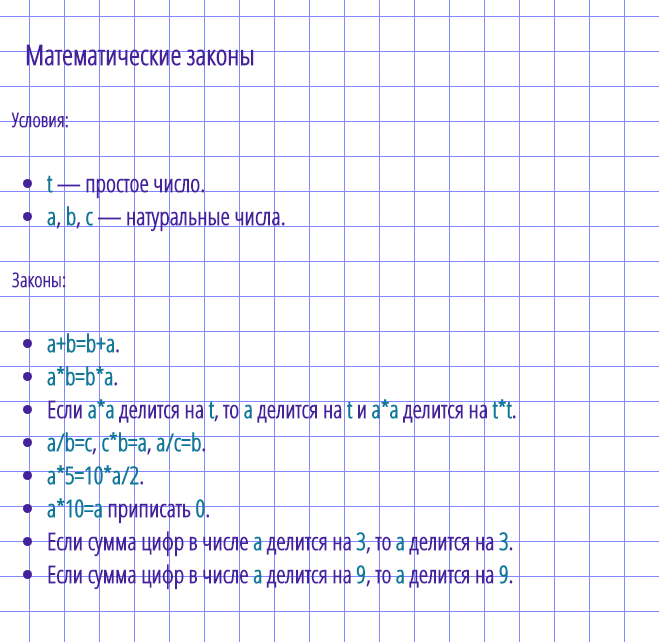 Математические законы
Условия:
t — простое число.
a, b, c — натуральные числа.
Законы:
a+b=b+a.
a*b=b*a.
Если a*a делится на t, то a делится на t и a*a делится на t*t.
a/b=c, c*b=a, a/c=b.
a*5=10*a/2.
a*10=a приписать 0.
Если сумма цифр в числе a делится на 3, то a делится на 3.
Если сумма цифр в числе a делится на 9, то a делится на 9.